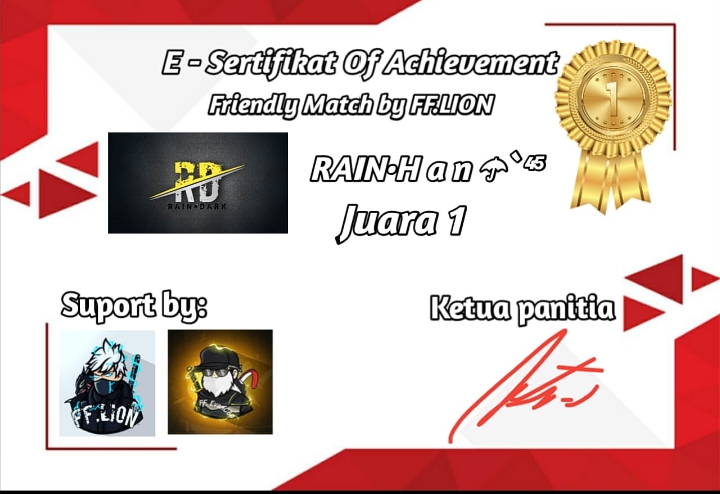 E - Sertifikat Of Achievement
Friendly Match by FF.LION
1
RD
RAIN•DARK
RAIN•H a n ☂`45
Juara 1
Suport by:
Ketua panitia
FF.LION